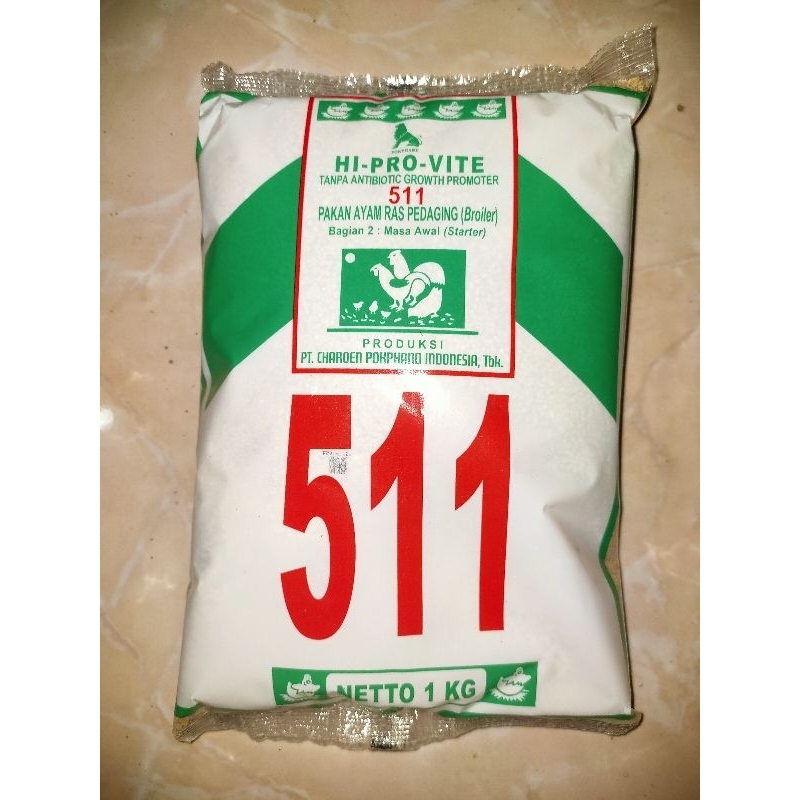 POKPHAND
HI-PRO-VITE
TANPA ANTIBIOTIC GROWTH PROMOTER
511
PAKAN AYAM RAS PEDAGING (Broiler)
Bagian 2 : Masa Awal (Starter)
PRODUKSI
PT. CHAROEN POKPHAND INDONESIA, Tbk.
511
NETTO 1 KG